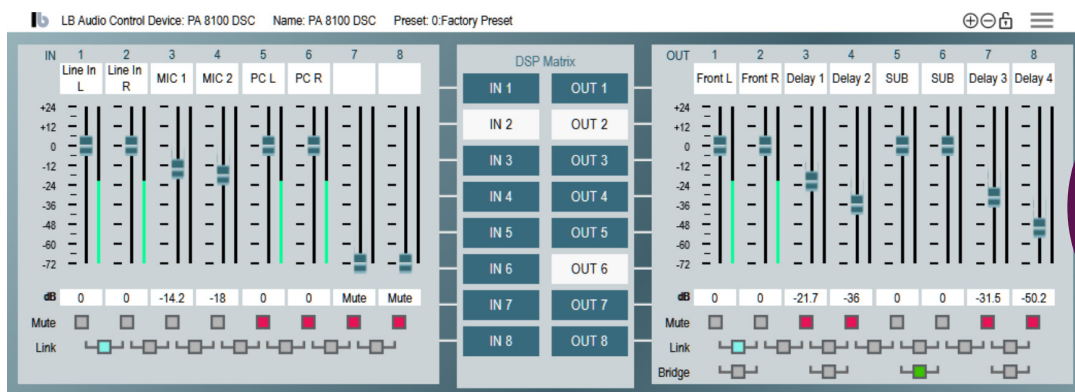 lb LB Audio Control Device: PA 8100 DSC Name: PA 8100 DSC Preset: 0:Factory Preset
IN 1 2 3 4 5 6 7 8
Line In L Line In R MIC 1 MIC 2 PC L PC R
+24
+12
0
-12
-24
-36
-48
-60
-72
dB 0 0 -14.2 -18 0 0 Mute Mute
Mute
Link
DSP Matrix
IN 1 OUT 1
IN 2 OUT 2
IN 3 OUT 3
IN 4 OUT 4
IN 5 OUT 5
IN 6 OUT 6
IN 7 OUT 7
IN 8 OUT 8
OUT 1 2 3 4 5 6 7 8
Front L Front R Delay 1 Delay 2 SUB SUB Delay 3 Delay 4
+24
+12
0
-12
-24
-36
-48
-60
-72
dB 0 0 -21.7 -36 0 0 -31.5 -50.2
Mute
Link
Bridge